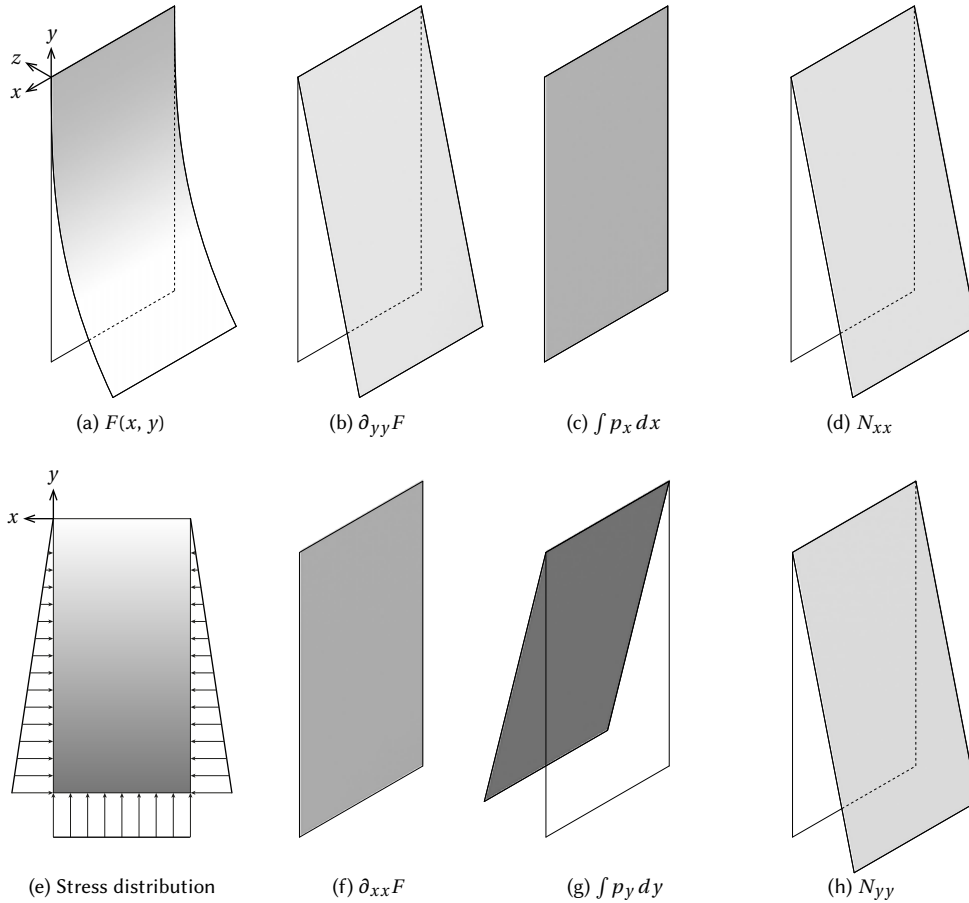 y
z
x
(a) F(x, y)
(b) ∂yyF
(c) ∫ px dx
(d) Nxx
y
x
(e) Stress distribution
(f) ∂xxF
(g) ∫ py dy
(h) Nyy